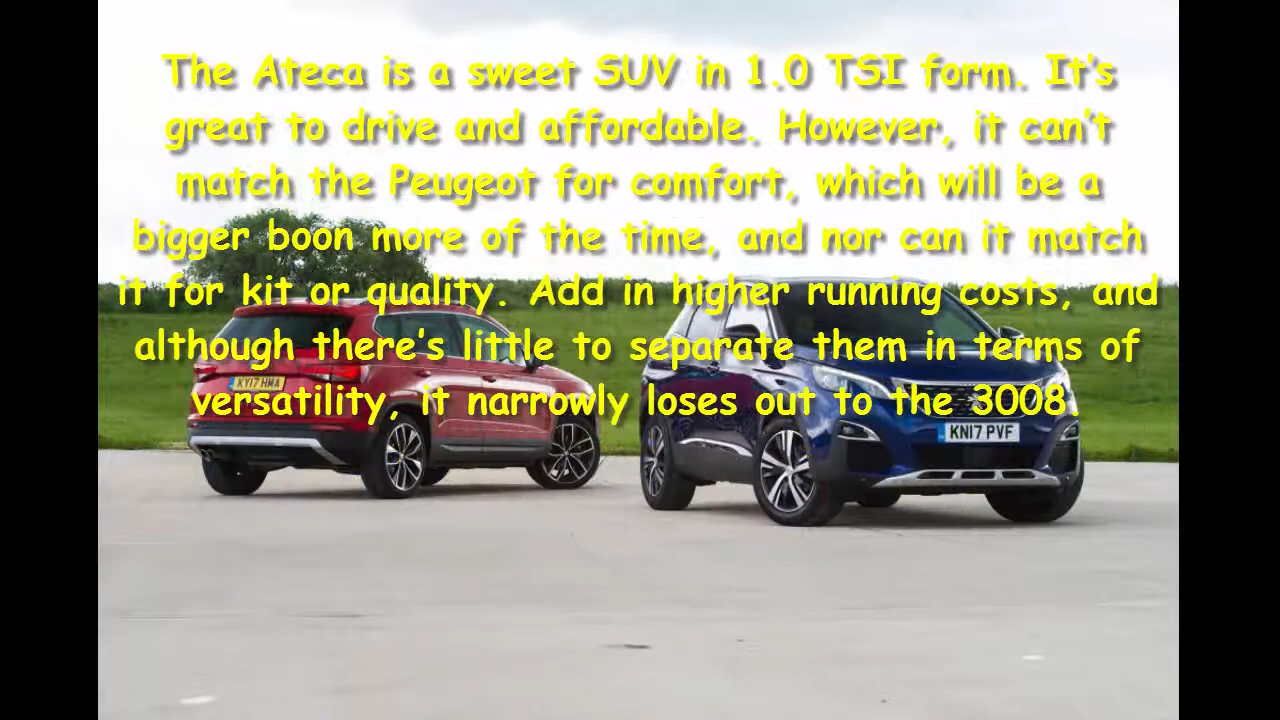 The Ateca is a sweet SUV in 1.0 TSI form. It's
great to drive and affordable. However, it can't
match the Peugeot for comfort, which will be a
bigger boon more of the time, and nor can it match
it for kit or quality. Add in higher running costs, and
although there's little to separate them in terms of
versatility, it narrowly loses out to the 3008.
KY17 HMA
KN17 PVF